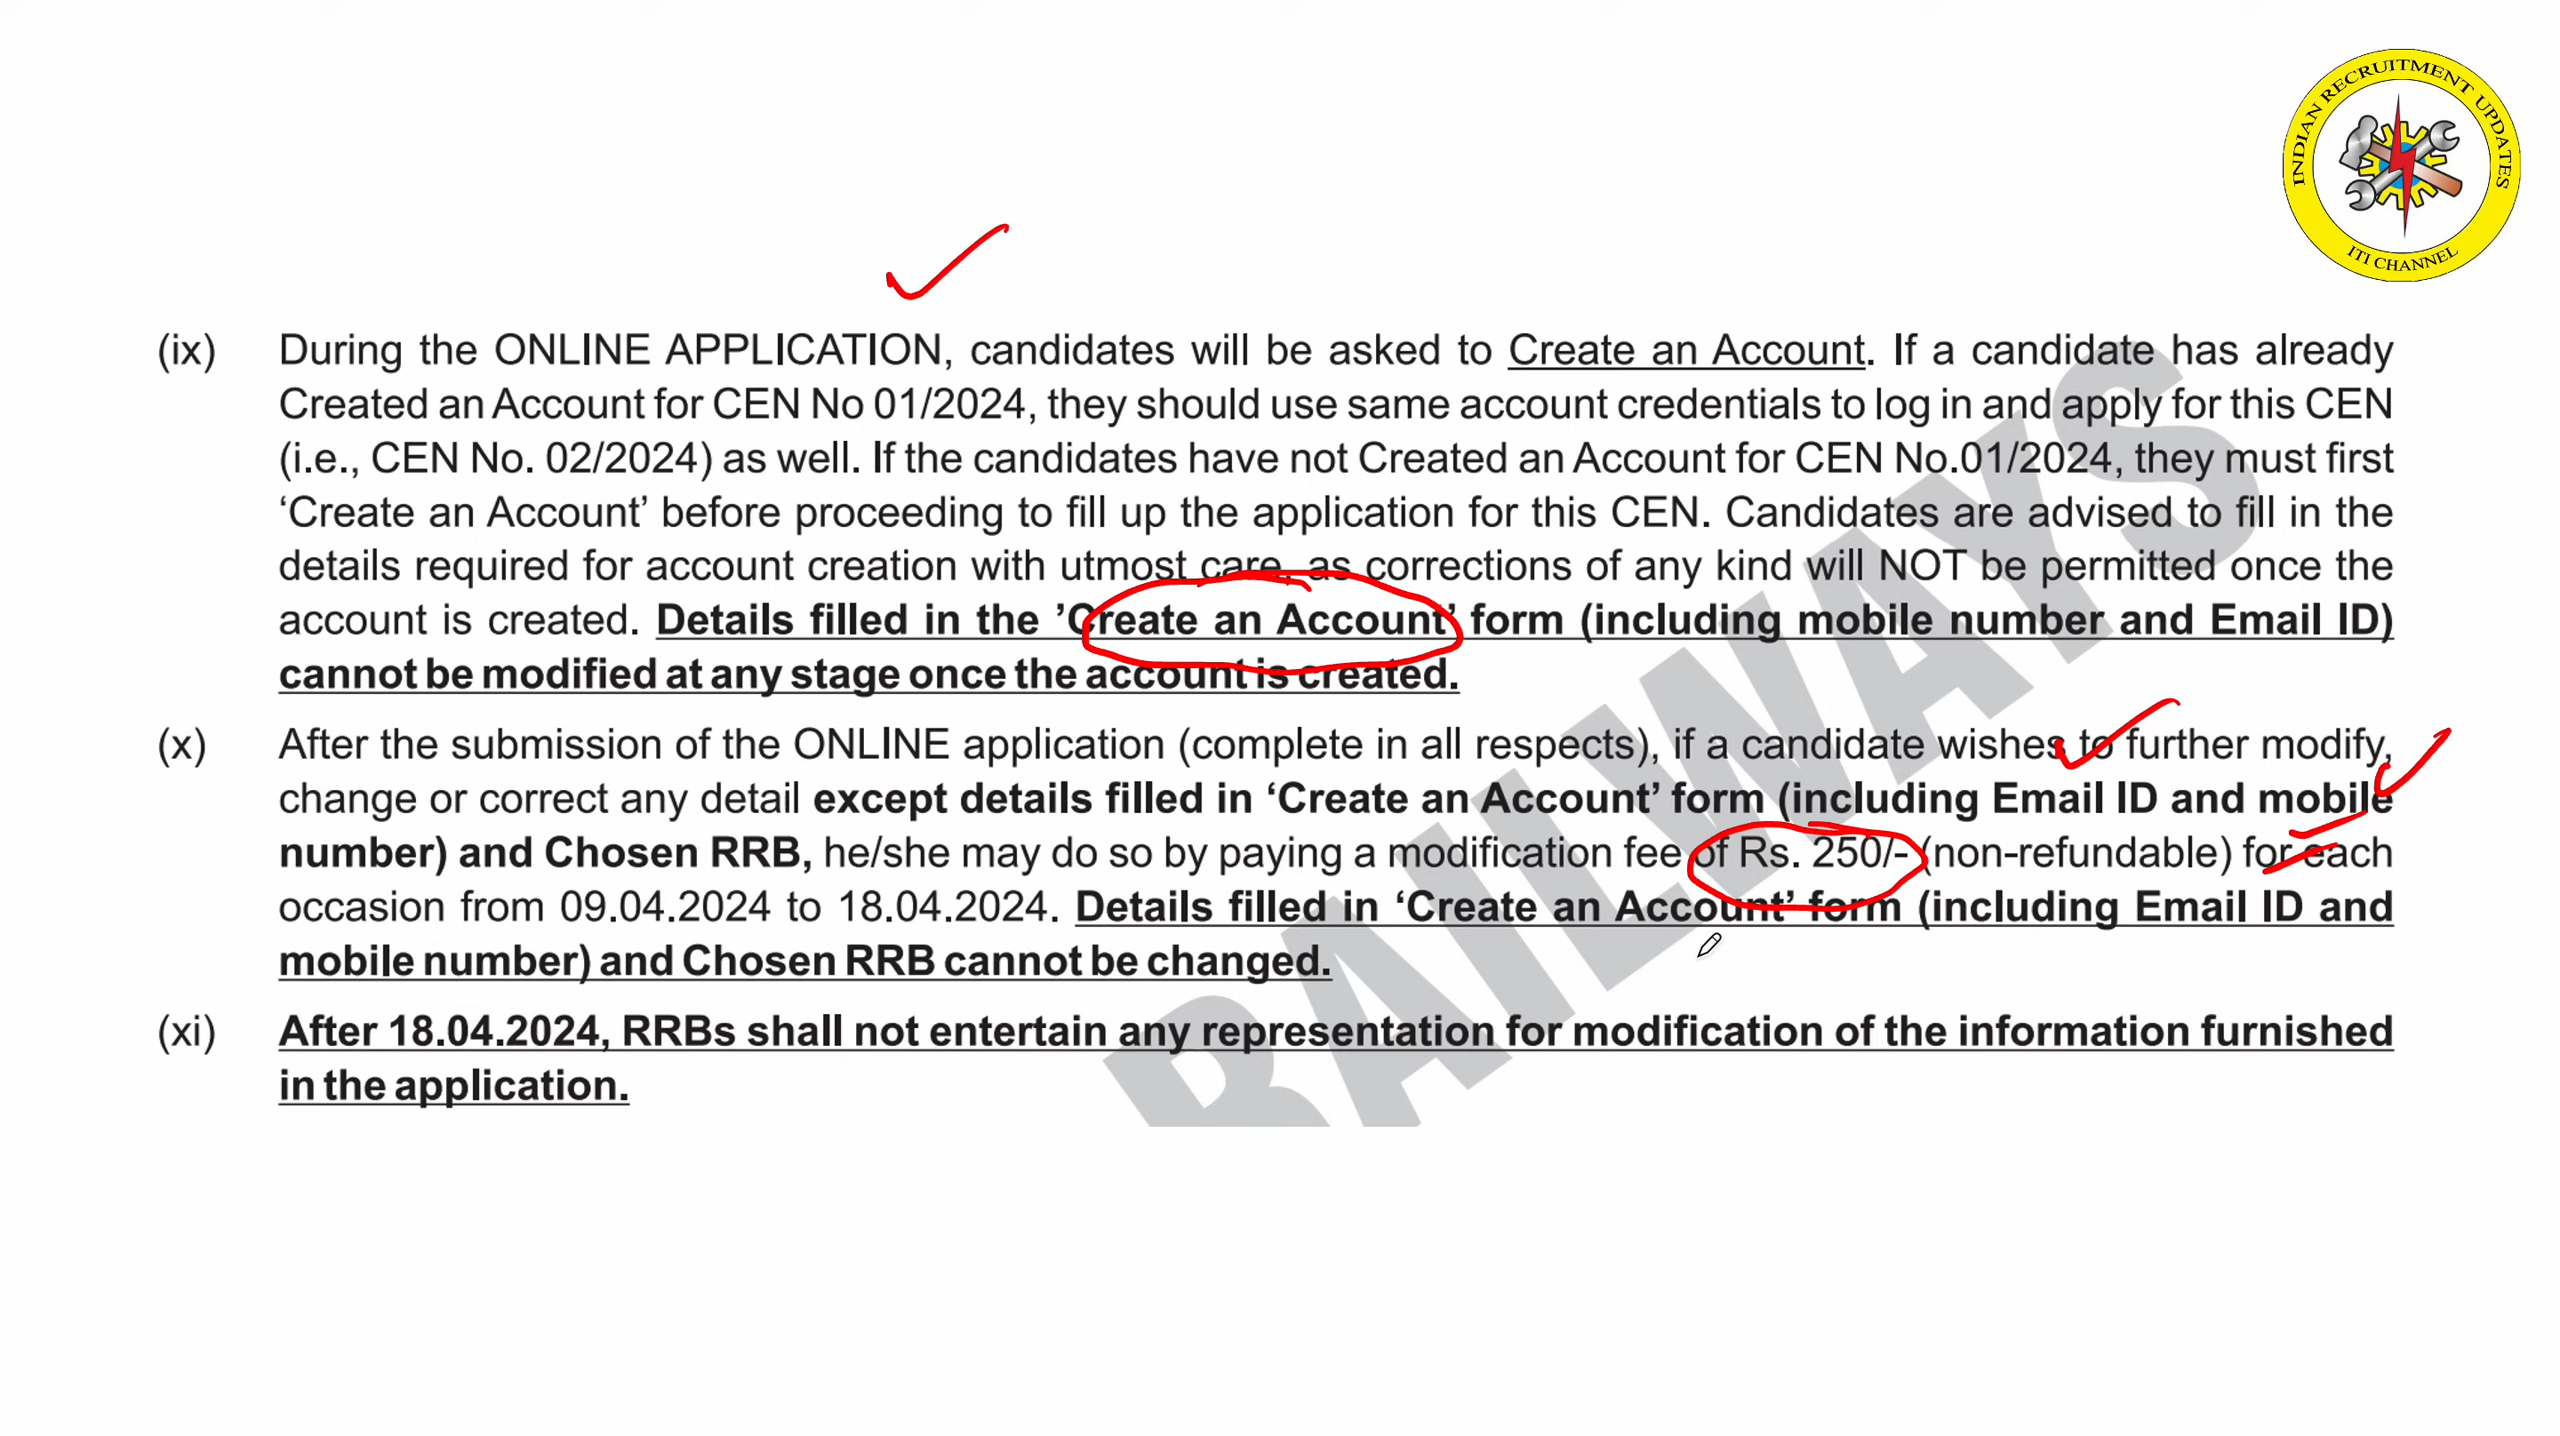 INDIAN RECRUITMENT UPDATES
ITI CHANNEL
(ix) During the ONLINE APPLICATION, candidates will be asked to Create an Account. If a candidate has already
Created an Account for CEN No 01/2024, they should use same account credentials to log in and apply for this CEN
(i.e., CEN No. 02/2024) as well. If the candidates have not Created an Account for CEN No.01/2024, they must first
‘Create an Account’ before proceeding to fill up the application for this CEN. Candidates are advised to fill in the
details required for account creation with utmost care, as corrections of any kind will NOT be permitted once the
account is created. Details filled in the ’Create an Account’ form (including mobile number and Email ID)
cannot be modified at any stage once the account is created.
(x) After the submission of the ONLINE application (complete in all respects), if a candidate wishes to further modify,
change or correct any detail except details filled in ‘Create an Account’ form (including Email ID and mobile
number) and Chosen RRB, he/she may do so by paying a modification fee of Rs. 250/- (non-refundable) for each
occasion from 09.04.2024 to 18.04.2024. Details filled in ‘Create an Account’ form (including Email ID and
mobile number) and Chosen RRB cannot be changed.
(xi) After 18.04.2024, RRBs shall not entertain any representation for modification of the information furnished
in the application.
RAILWAYS